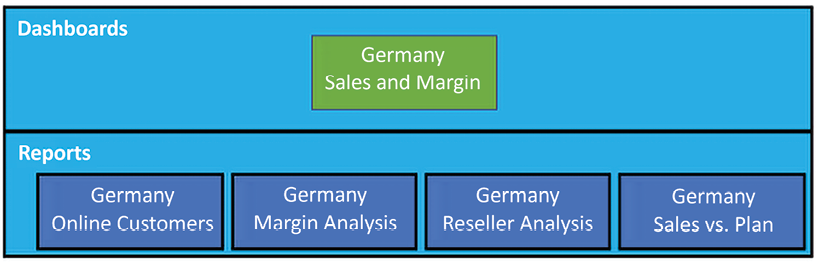 Dashboards
Germany
Sales and Margin
Reports
Germany
Online Customers
Germany
Margin Analysis
Germany
Reseller Analysis
Germany
Sales vs. Plan